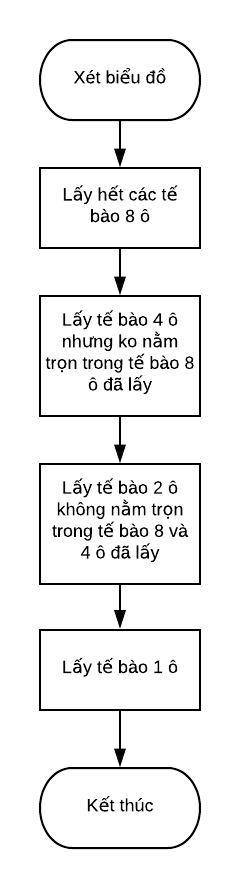 Xét biểu đồ
Lấy hết các tế
bào 8 ô
Lấy tế bào 4 ô
nhưng ko nằm
trọn trong tế bào 8
ô đã lấy
Lấy tế bào 2 ô
không nằm trọn
trong tế bào 8 và
4 ô đã lấy
Lấy tế bào 1 ô
Kết thúc